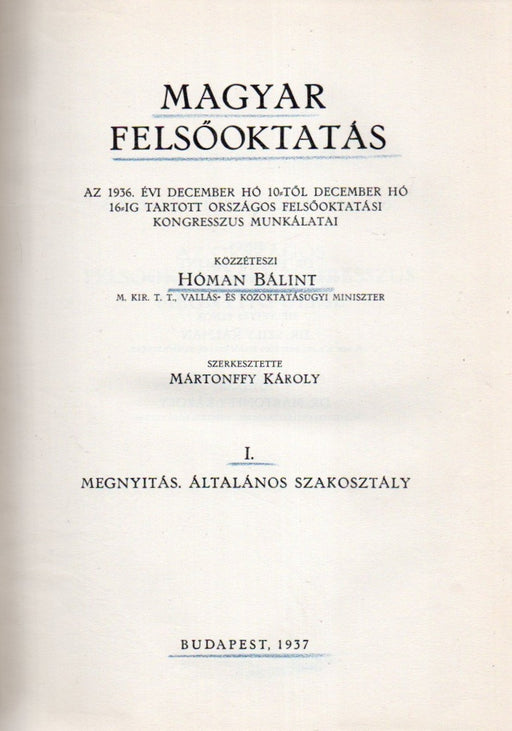 MAGYAR
FELSŐOKTATÁS
AZ 1936. ÉVI DECEMBER HÓ 10-TŐL DECEMBER HÓ
16-IG TARTOTT ORSZÁGOS FELSŐOKTATÁSI
KONGRESSZUS MUNKÁLATAI
KÖZZÉTESZI
HÓMAN BÁLINT
M. KIR. T. T., VALLÁS- ÉS KÖZOKTATÁSÜGYI MINISZTER
SZERKESZTETTE
MÁRTONFFY KÁROLY
I.
MEGNYITÁS. ÁLTALÁNOS SZAKOSZTÁLY
BUDAPEST, 1937